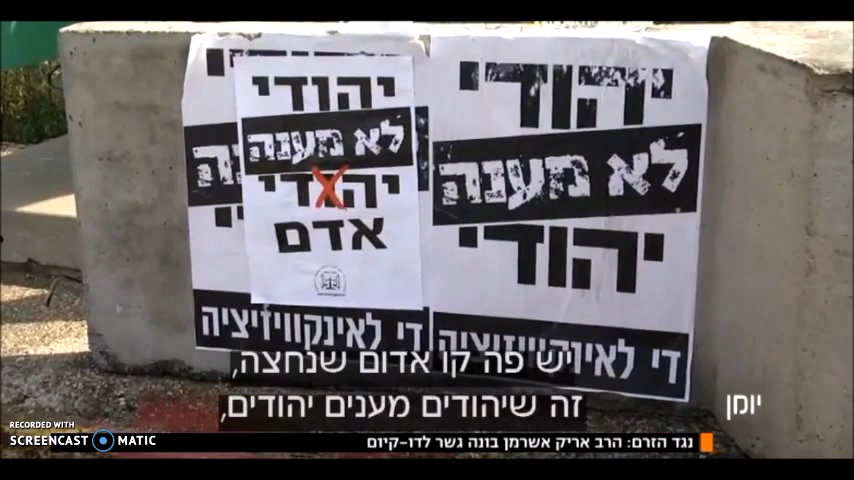 יהודי
לא מענה
יהודי
אדם
יהודי
לא מענה
יהודי
די לאינקוויזיציה
די לאינקוויזיציה
יש פה קו אדום שנחצה,
זה שיהודים מענים יהודים,
יומן
נגד הזרם: הרב אריק אשרמן בונה גשר לדו-קיום
RECORDED WITH
SCREENCAST MATIC